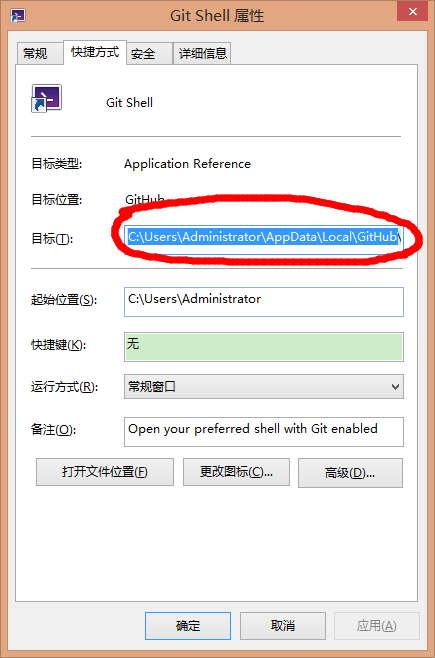 Git Shell 属性
常规 快捷方式 安全 详细信息
Git Shell
目标类型: Application Reference
目标位置: GitHub
目标(T): C:\Users\Administrator\AppData\Local\GitHub\
起始位置(S): C:\Users\Administrator
快捷键(K): 无
运行方式(R): 常规窗口
备注(O): Open your preferred shell with Git enabled
打开文件位置(F) 更改图标(C)... 高级(D)...
确定 取消 应用(A)